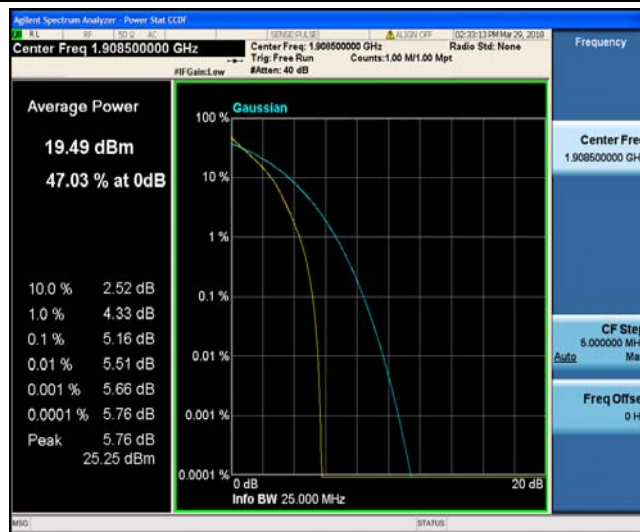 Agilent Spectrum Analyzer - Power Stat CCDF
RL RF 50 Ω AC SENSE:PULSE ALIGN OFF 02:33:13 PM Mar 29, 2018
Center Freq 1.908500000 GHz
Center Freq: 1.908500000 GHz Radio Std: None
Trig: Free Run Counts:1.00 M/1.00 Mpt
#IFGain:Low #Atten: 40 dB
Frequency
Average Power
19.49 dBm
47.03 % at 0dB
10.0 % 2.52 dB
1.0 % 4.33 dB
0.1 % 5.16 dB
0.01 % 5.51 dB
0.001 % 5.66 dB
0.0001 % 5.76 dB
Peak 5.76 dB
25.25 dBm
Gaussian
100 %
10 %
1 %
0.1 %
0.01 %
0.001 %
0.0001 %
0 dB 20 dB
Info BW 25.000 MHz
Center Fre
1.908500000 GH
CF Step
5.000000 MH
Auto Ma
Freq Offse
0 H
MSG STATUS